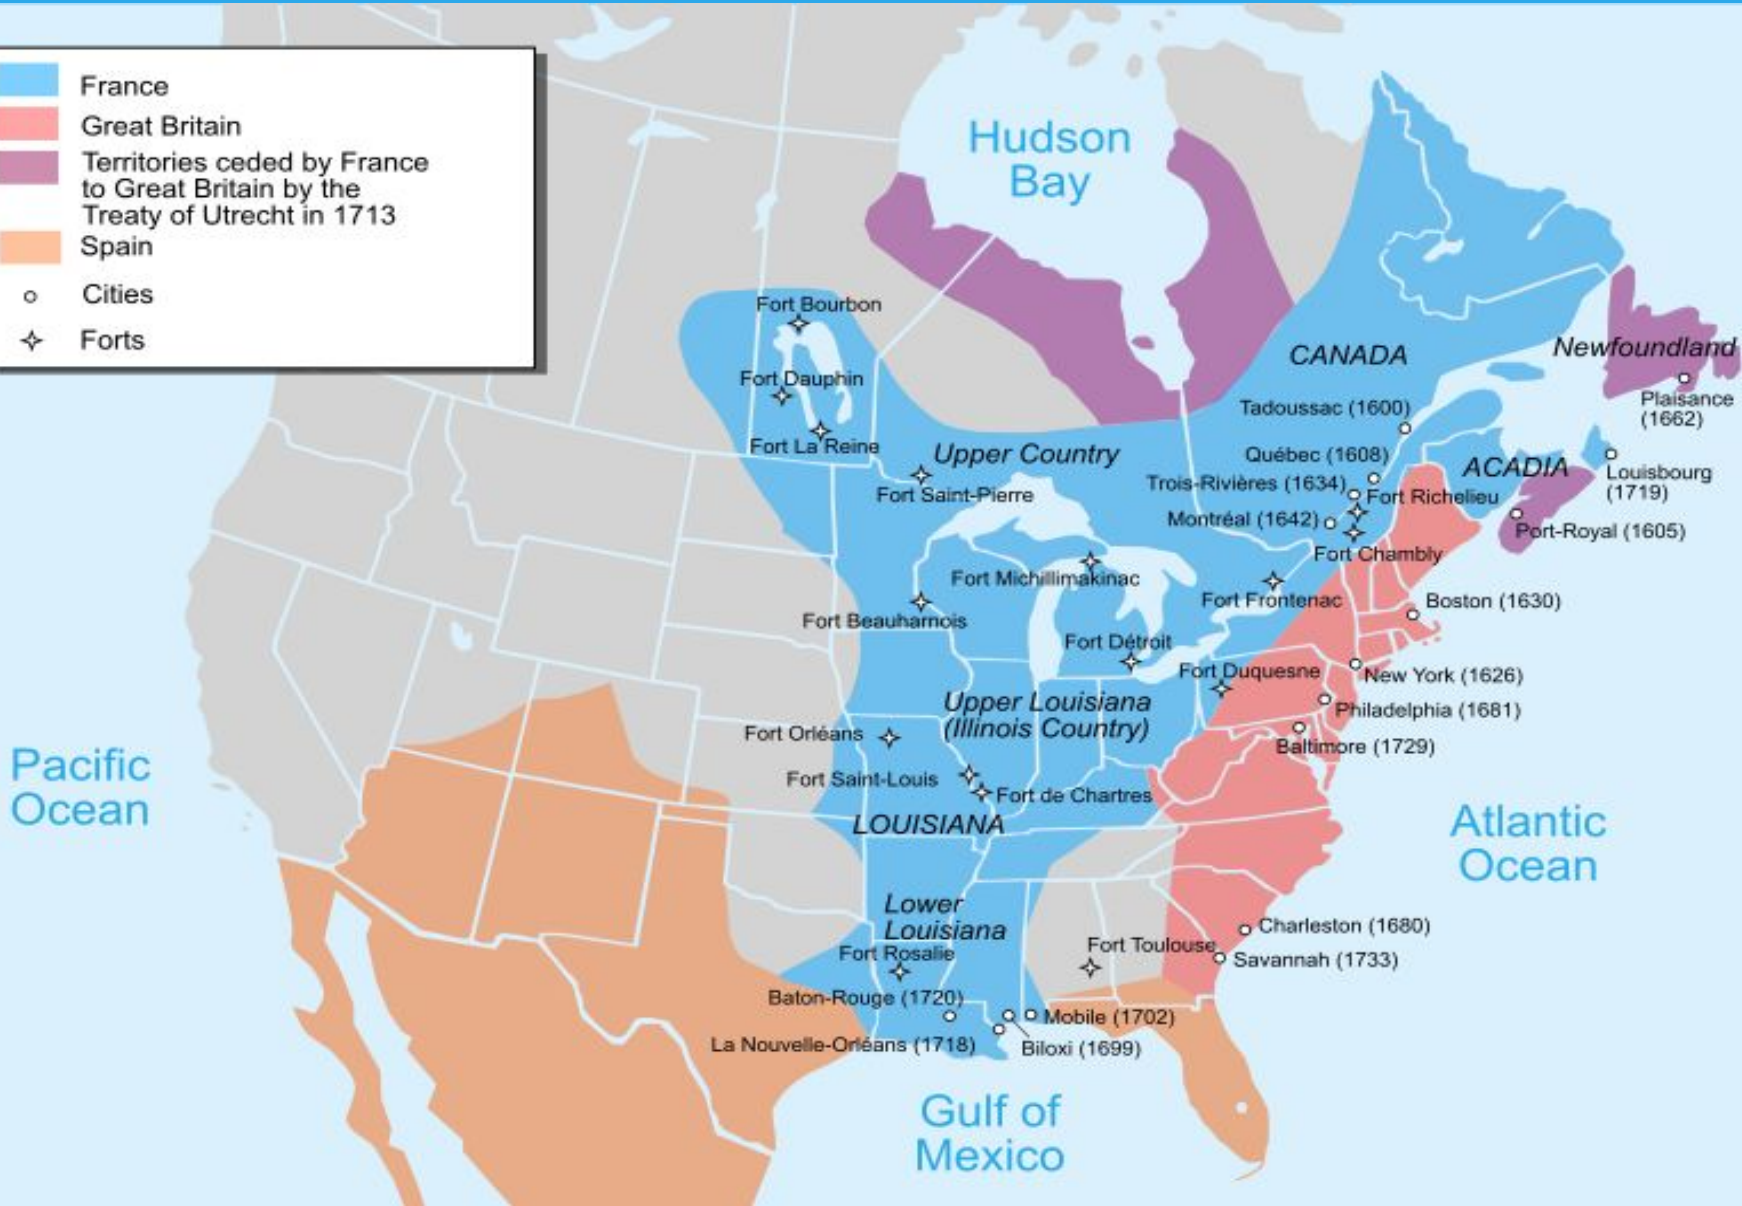 France
Great Britain
Territories ceded by France
to Great Britain by the
Treaty of Utrecht in 1713
Spain
Cities
Forts
Hudson
Bay
Fort Bourbon
Fort Dauphin
Fort La Reine
Upper Country
Fort Saint-Pierre
CANADA
Newfoundland
Plaisance
(1662)
Tadoussac (1600)
Québec (1608)
Trois-Rivières (1634)
Fort Richelieu
Montréal (1642)
Fort Chambly
ACADIA
Louisbourg
(1719)
Port-Royal (1605)
Fort Michillimakinac
Fort Frontenac
Boston (1630)
Fort Beauharnois
Fort Détroit
Fort Duquesne
New York (1626)
Philadelphia (1681)
Baltimore (1729)
Upper Louisiana
(Illinois Country)
Fort Orléans
Fort Saint-Louis
Fort de Chartres
LOUISIANA
Pacific
Ocean
Atlantic
Ocean
Lower
Louisiana
Fort Rosalie
Fort Toulouse
Charleston (1680)
Savannah (1733)
Baton-Rouge (1720)
Mobile (1702)
La Nouvelle-Orléans (1718)
Biloxi (1699)
Gulf of
Mexico